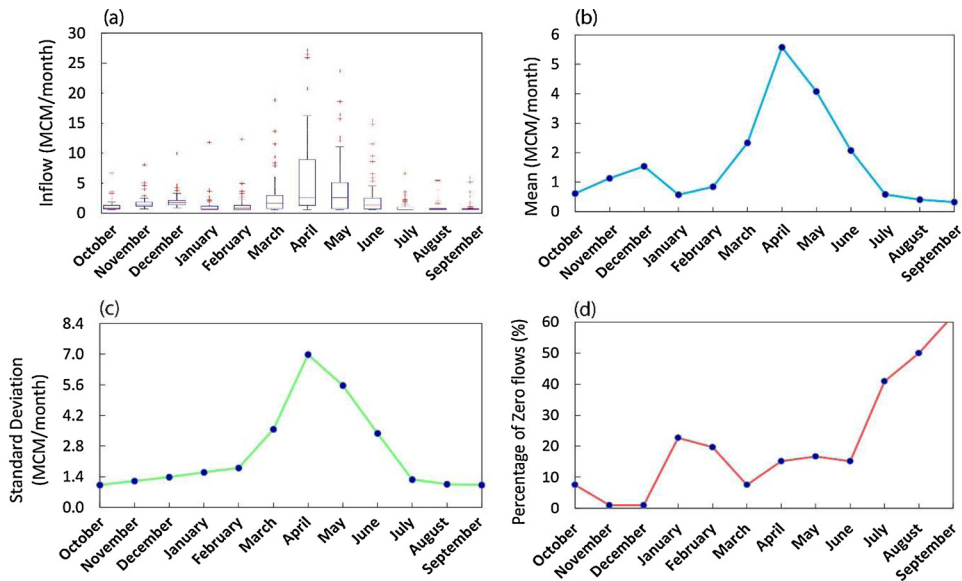 (a)
Inflow (MCM/month)
30
25
20
15
10
5
0
October
November
December
January
February
March
April
May
June
July
August
September
(b)
Mean (MCM/month)
6
5
4
3
2
1
0
October
November
December
January
February
March
April
May
June
July
August
September
(c)
Standard Deviation
(MCM/month)
8.4
7.0
5.6
4.2
2.8
1.4
0.0
October
November
December
January
February
March
April
May
June
July
August
September
(d)
Percentage of Zero flows (%)
60
50
40
30
20
10
0
October
November
December
January
February
March
April
May
June
July
August
September